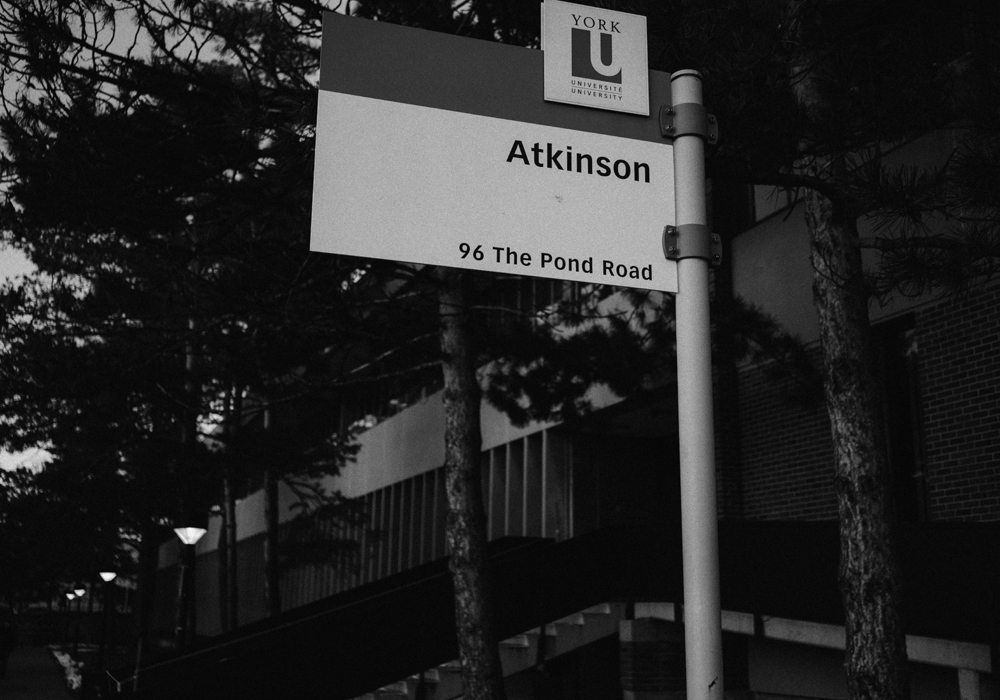 YORK
U
UNIVERSITÉ
UNIVERSITY
Atkinson
96 The Pond Road